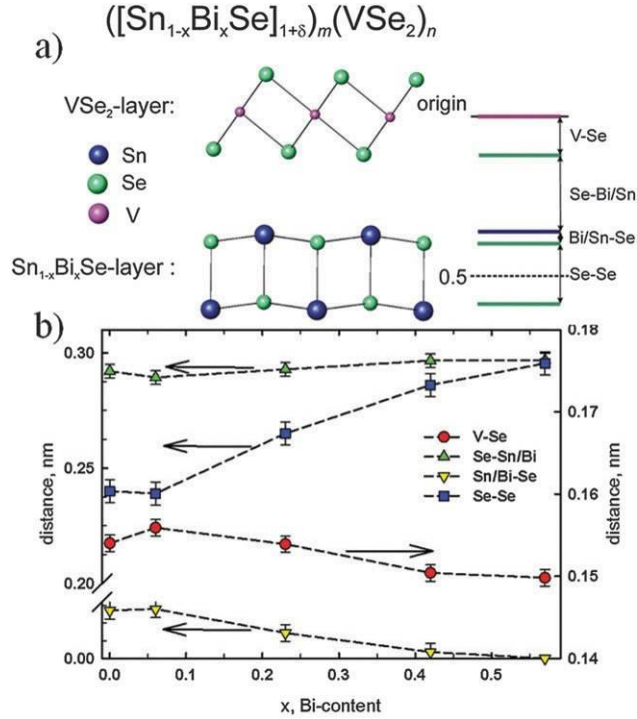 ([Sn₁₋ₓBiₓSe]₁₊δ)ₘ(VSe₂)ₙ
a)
VSe₂-layer:
origin
V-Se
Sn
Se
V
Se-Bi/Sn
Bi/Sn-Se
Sn₁₋ₓBiₓSe-layer :
0.5
Se-Se
b)
0.30
0.25
0.20
0.00
distance, nm
V-Se
Se-Sn/Bi
Sn/Bi-Se
Se-Se
0.18
0.17
0.16
0.15
0.14
distance, nm
0.0 0.1 0.2 0.3 0.4 0.5
x, Bi-content